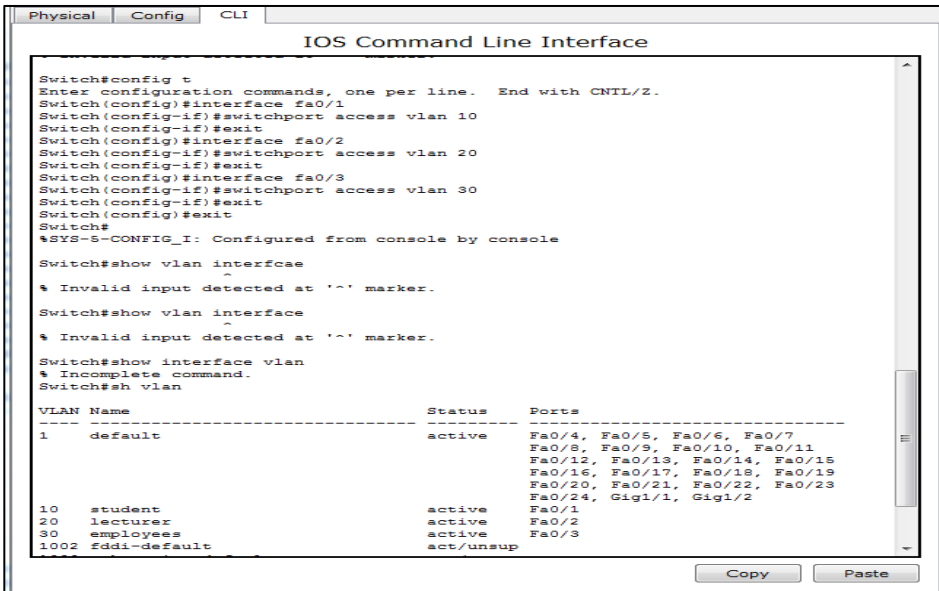 Physical Config CLI
IOS Command Line Interface
Switch#config t
Enter configuration commands, one per line.  End with CNTL/Z.
Switch(config)#interface fa0/1
Switch(config-if)#switchport access vlan 10
Switch(config-if)#exit
Switch(config)#interface fa0/2
Switch(config-if)#switchport access vlan 20
Switch(config-if)#exit
Switch(config)#interface fa0/3
Switch(config-if)#switchport access vlan 30
Switch(config-if)#exit
Switch(config)#exit
Switch#
%SYS-5-CONFIG_I: Configured from console by console
Switch#show vlan interfcae
^
% Invalid input detected at '^' marker.
Switch#show vlan interface
^
% Invalid input detected at '^' marker.
Switch#show interface vlan
% Incomplete command.
Switch#sh vlan
VLAN Name Status Ports
---- -------------------------------- --------- -------------------------------
1 default active Fa0/4, Fa0/5, Fa0/6, Fa0/7
Fa0/8, Fa0/9, Fa0/10, Fa0/11
Fa0/12, Fa0/13, Fa0/14, Fa0/15
Fa0/16, Fa0/17, Fa0/18, Fa0/19
Fa0/20, Fa0/21, Fa0/22, Fa0/23
Fa0/24, Gig1/1, Gig1/2
10 student active Fa0/1
20 lecturer active Fa0/2
30 employees active Fa0/3
1002 fddi-default act/unsup
Copy Paste